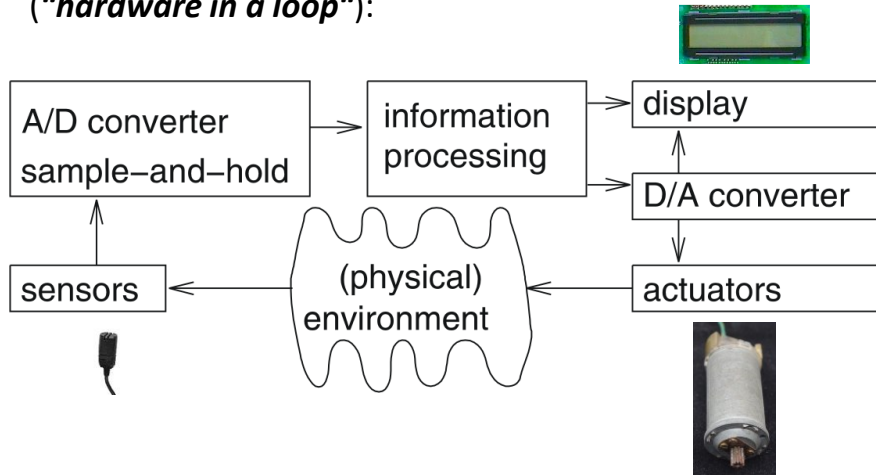 ("hardware in a loop"):
A/D converter
sample–and–hold
information
processing
display
D/A converter
sensors
(physical)
environment
actuators